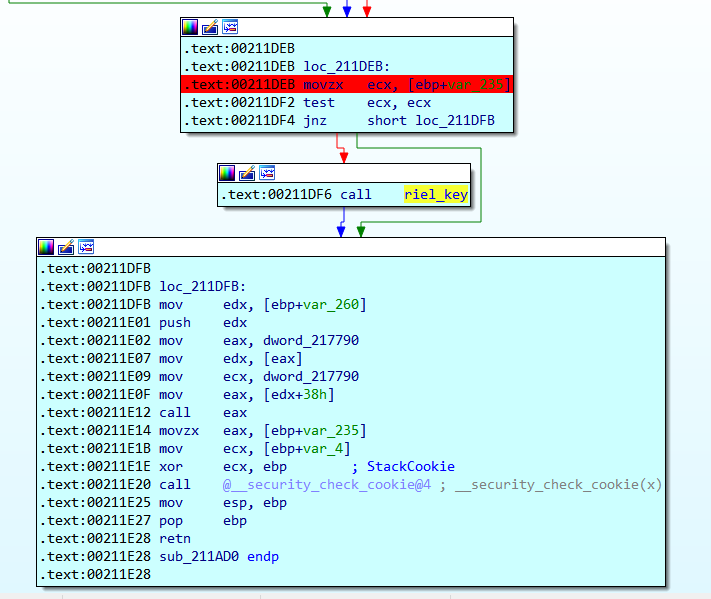 .text:00211DEB
.text:00211DEB loc_211DEB:
.text:00211DEB movzx ecx, [ebp+var_235]
.text:00211DF2 test ecx, ecx
.text:00211DF4 jnz short loc_211DFB
.text:00211DF6 call riel_key
.text:00211DFB
.text:00211DFB loc_211DFB:
.text:00211DFB mov edx, [ebp+var_260]
.text:00211E01 push edx
.text:00211E02 mov eax, dword_217790
.text:00211E07 mov edx, [eax]
.text:00211E09 mov ecx, dword_217790
.text:00211E0F mov eax, [edx+38h]
.text:00211E12 call eax
.text:00211E14 movzx eax, [ebp+var_235]
.text:00211E1B mov ecx, [ebp+var_4]
.text:00211E1E xor ecx, ebp ; StackCookie
.text:00211E20 call @__security_check_cookie@4 ; __security_check_cookie(x)
.text:00211E25 mov esp, ebp
.text:00211E27 pop ebp
.text:00211E28 retn
.text:00211E28 sub_211AD0 endp
.text:00211E28